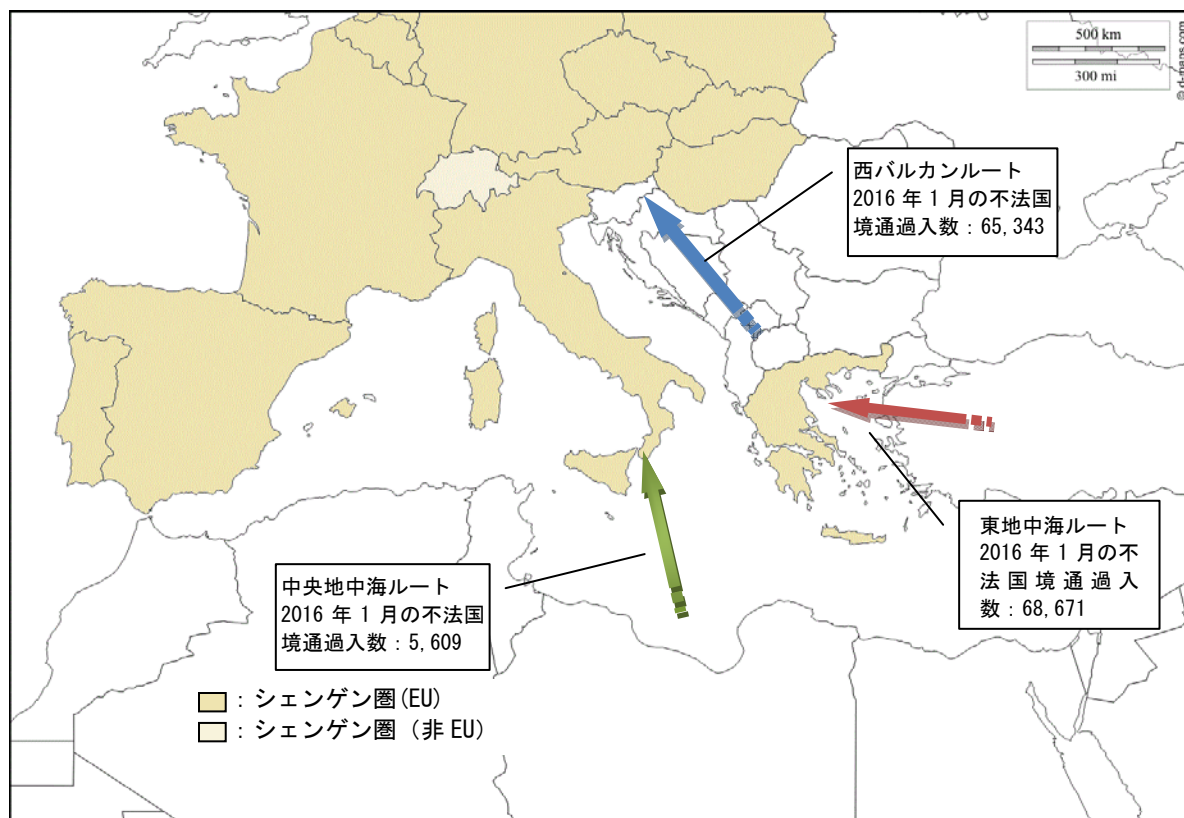 500 km
300 mi
© d-maps.com
西バルカンルート
2016 年 1 月の不法国
境通過入数：65,343
東地中海ルート
2016 年 1 月の不
法国境通過入
数：68,671
中央地中海ルート
2016 年 1 月の不法国
境通過入数：5,609
：シェンゲン圏(EU)
：シェンゲン圏（非 EU）